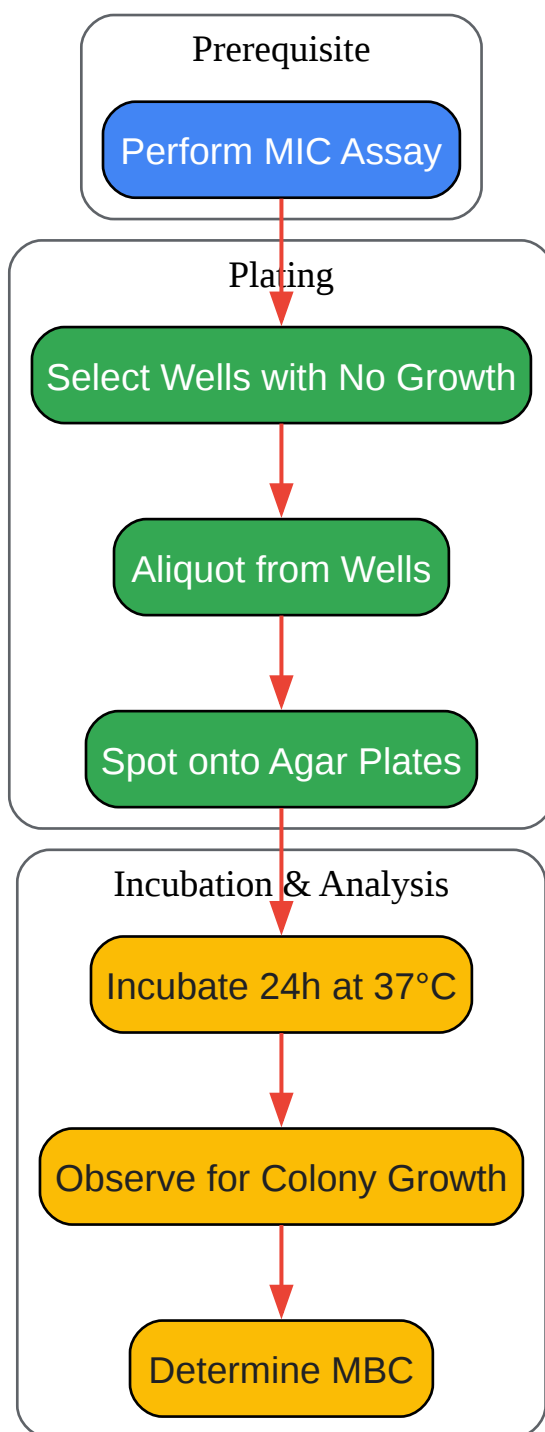 Prerequisite
Perform MIC Assay
Plating
Select Wells with No Growth
Aliquot from Wells
Spot onto Agar Plates
Incubation & Analysis
Incubate 24h at 37°C
Observe for Colony Growth
Determine MBC